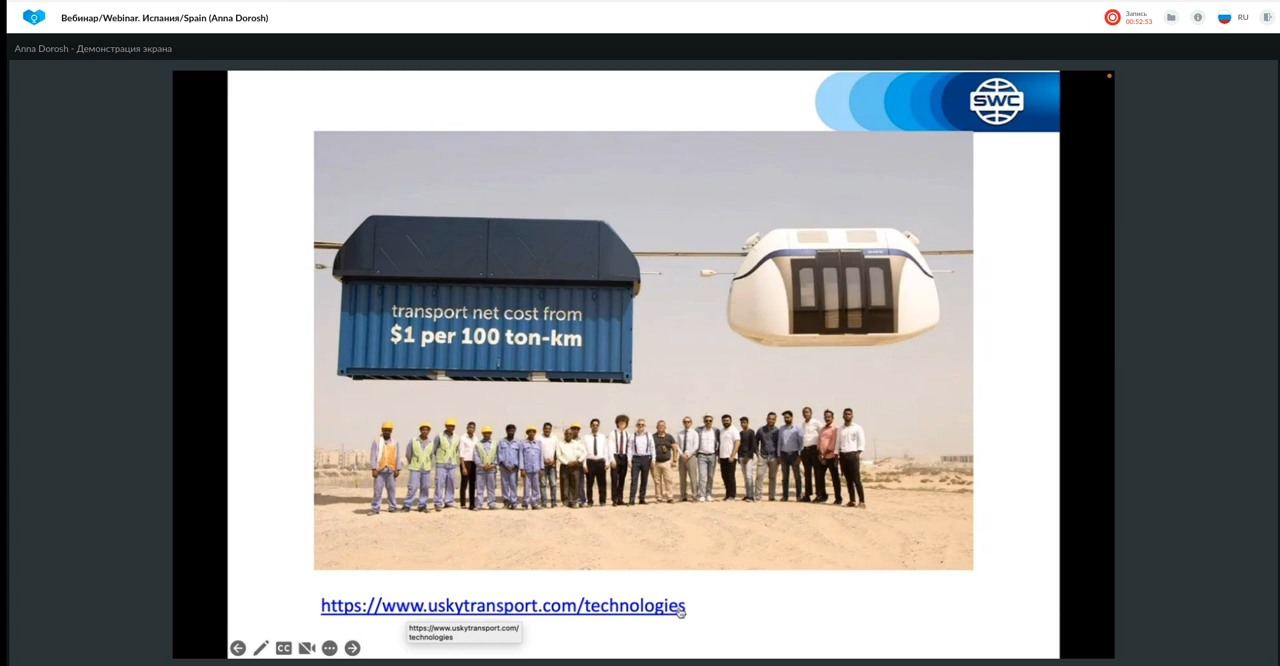 Вебинар/Webinar. Испания/Spain (Anna Dorosh)
Запись
00:52:53
RU
Anna Dorosh - Демонстрация экрана
SWC
transport net cost from
$1 per 100 ton-km
https://www.uskytransport.com/technologies
https://www.uskytransport.com/
technologies
CC